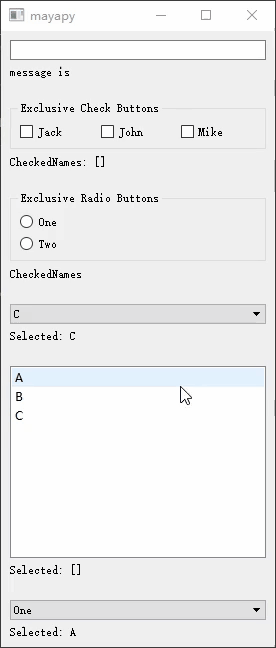 mayapy
message is
Exclusive Check Buttons
Jack John Mike
CheckedNames: []
Exclusive Radio Buttons
One
Two
CheckedNames
C
Selected: C
A
B
C
Selected: []
One
Selected: A